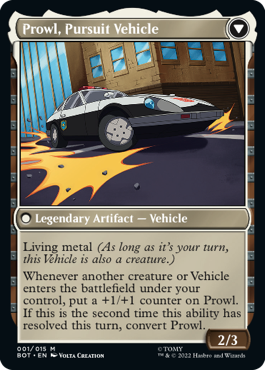 Prowl, Pursuit Vehicle
Legendary Artifact — Vehicle
Living metal (As long as it's your turn,
this Vehicle is also a creature.)
Whenever another creature or Vehicle
enters the battlefield under your
control, put a +1/+1 counter on Prowl.
If this is the second time this ability has
resolved this turn, convert Prowl.
2/3
001/015 M
BOT • EN Volta Creation
©TOMY
™ & © 2022 Hasbro and Wizards